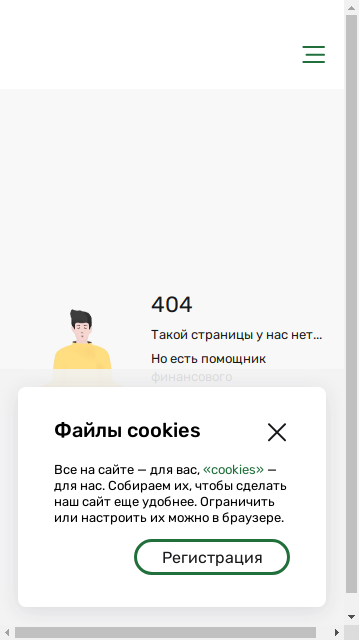 404
Такой страницы у нас нет...
Но есть помощник
финансового
Файлы cookies
Все на сайте — для вас, «cookies» —
для нас. Собираем их, чтобы сделать
наш сайт еще удобнее. Ограничить
или настроить их можно в браузере.
Регистрация